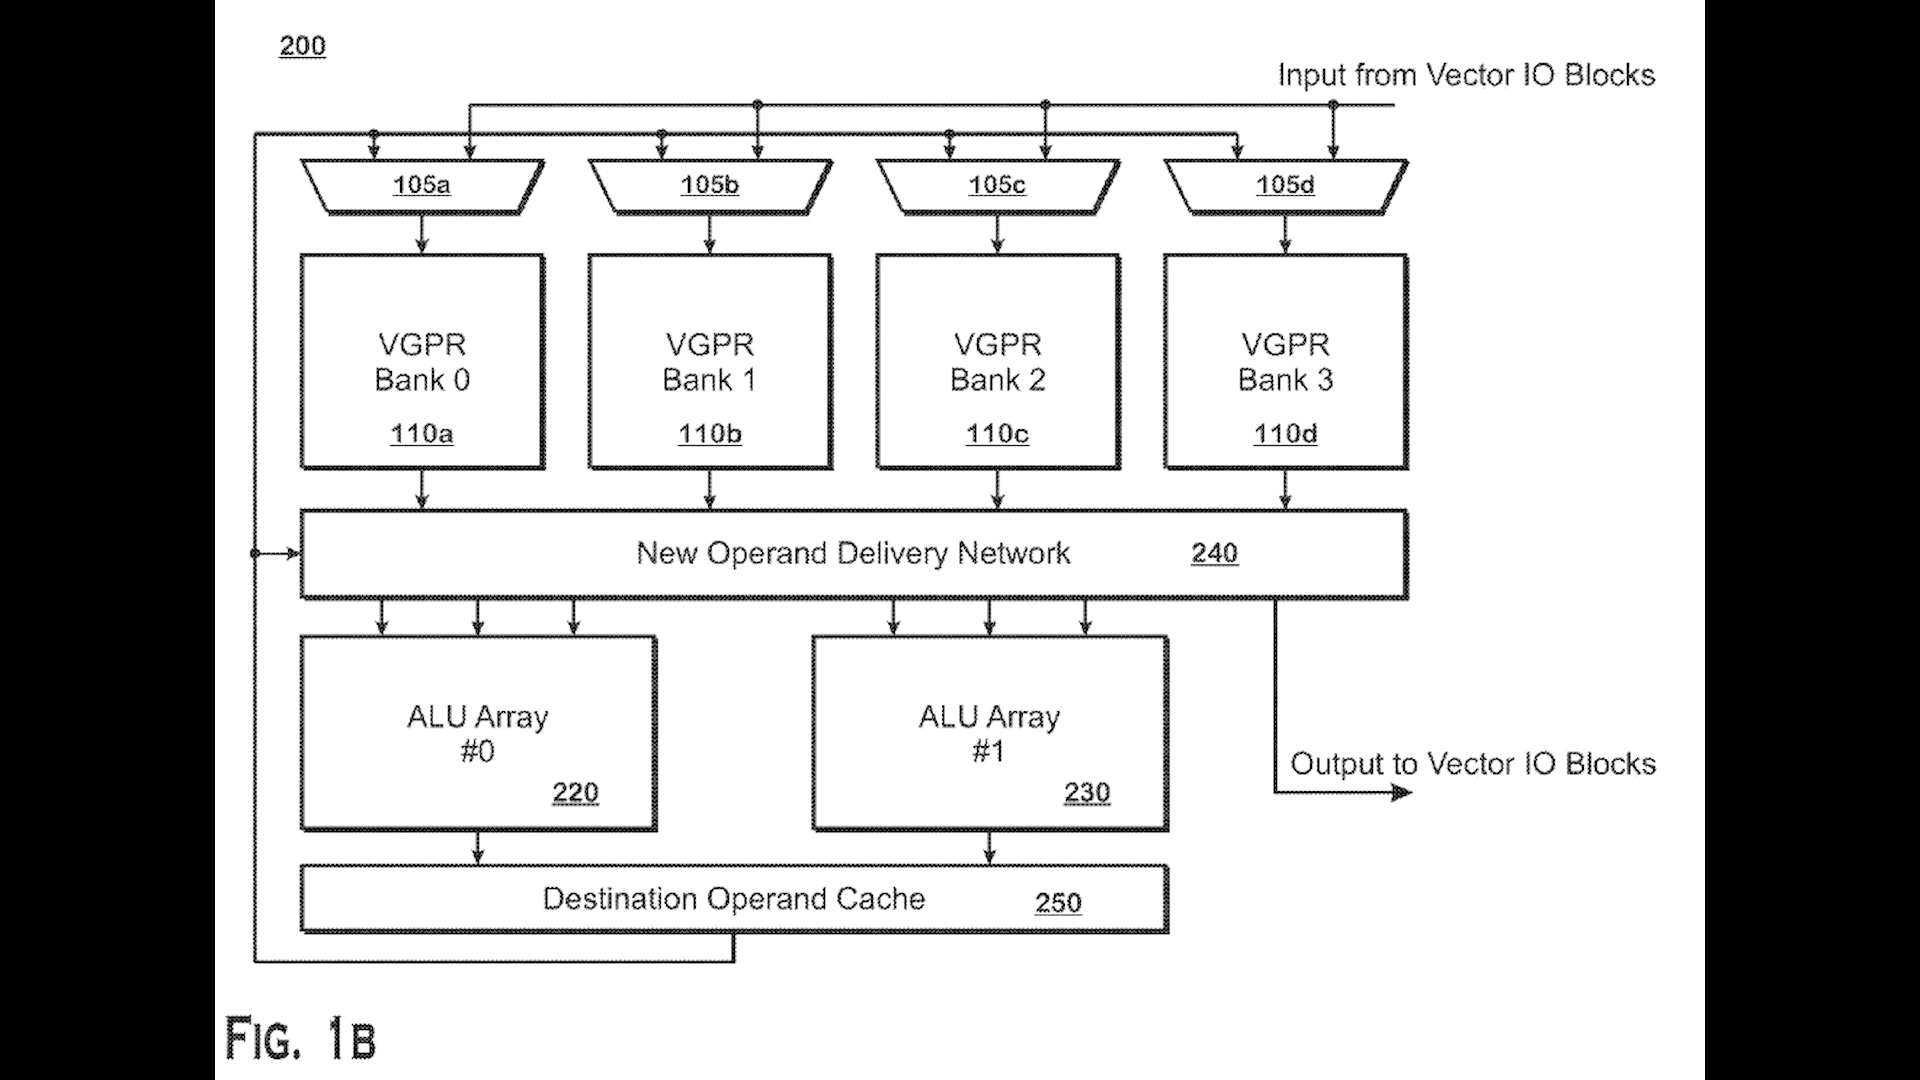 200
Input from Vector IO Blocks
105a
105b
105c
105d
VGPR
Bank 0
110a
VGPR
Bank 1
110b
VGPR
Bank 2
110c
VGPR
Bank 3
110d
New Operand Delivery Network 240
ALU Array
#0
220
ALU Array
#1
230
Output to Vector IO Blocks
Destination Operand Cache 250
FIG. 1B